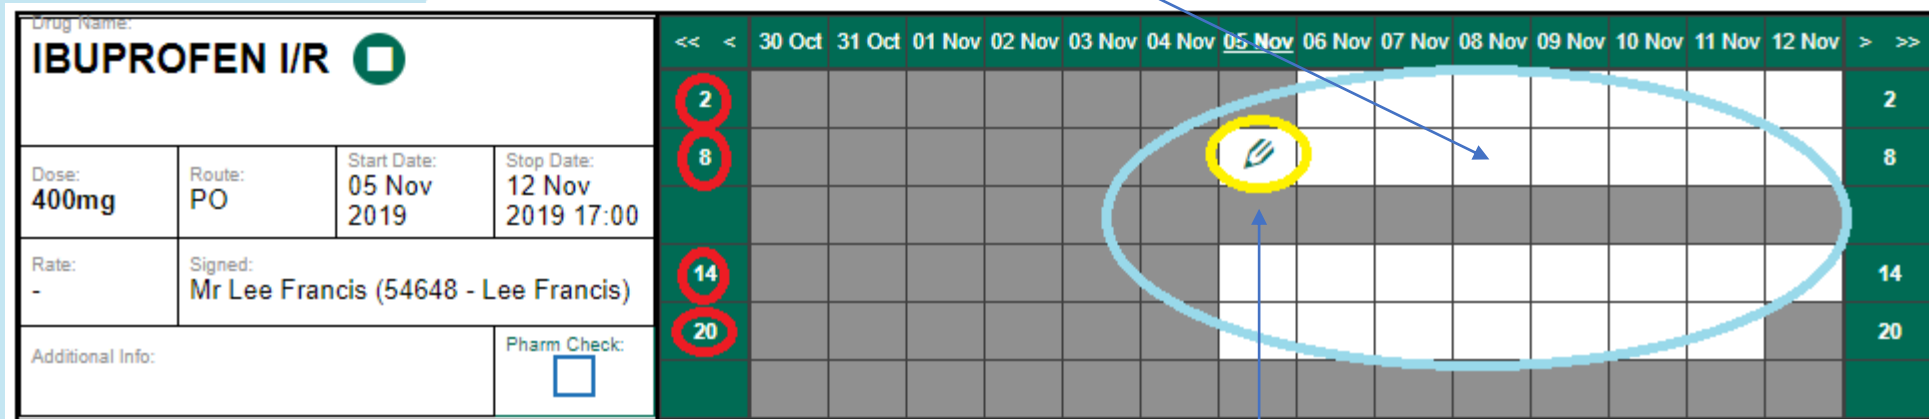 Drug Name:
IBUPROFEN I/R
Dose:
400mg
Route:
PO
Start Date:
05 Nov
2019
Stop Date:
12 Nov
2019 17:00
Rate:
-
Signed:
Mr Lee Francis (54648 - Lee Francis)
Additional Info:
Pharm Check:
<< < 30 Oct 31 Oct 01 Nov 02 Nov 03 Nov 04 Nov 05 Nov 06 Nov 07 Nov 08 Nov 09 Nov 10 Nov 11 Nov 12 Nov > >>
2 2
8 8
14 14
20 20